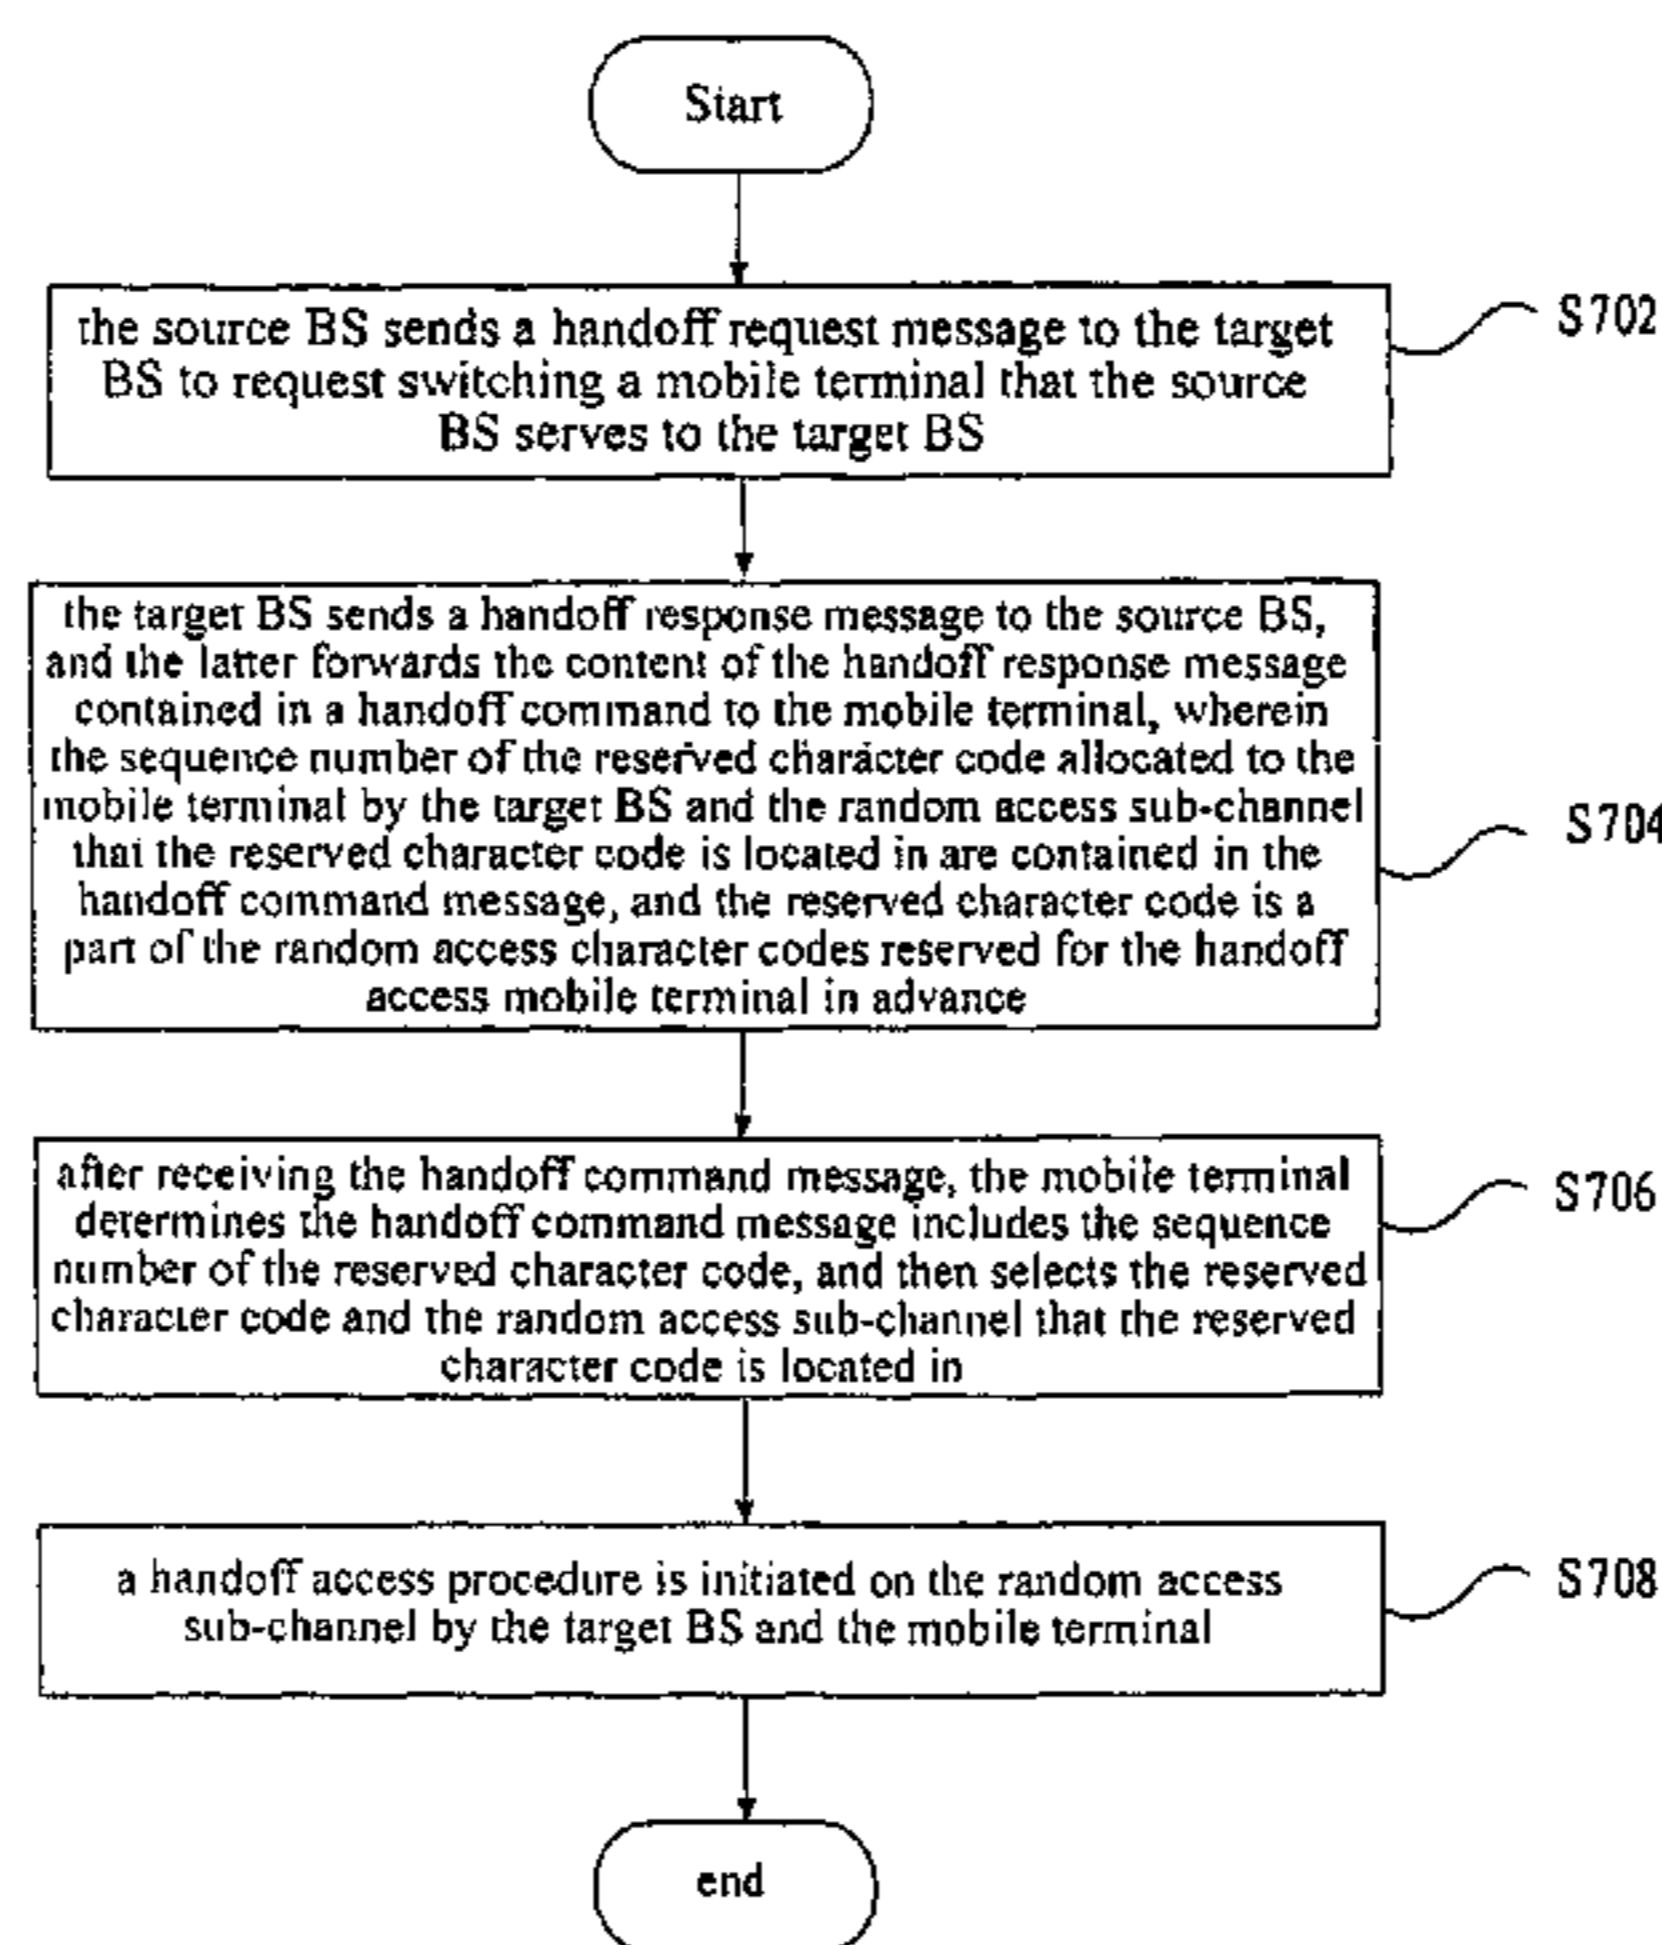 Start
the source BS sends a handoff request message to the target
BS to request switching a mobile terminal that the source
BS serves to the target BS
S702
the target BS sends a handoff response message to the source BS,
and the latter forwards the content of the handoff response message
contained in a handoff command to the mobile terminal, wherein
the sequence number of the reserved character code allocated to the
mobile terminal by the target BS and the random access sub-channel
that the reserved character code is located in are contained in the
handoff command message, and the reserved character code is a
part of the random access character codes reserved for the handoff
access mobile terminal in advance
S704
after receiving the handoff command message, the mobile terminal
determines the handoff command message includes the sequence
number of the reserved character code, and then selects the reserved
character code and the random access sub-channel that the reserved
character code is located in
S706
a handoff access procedure is initiated on the random access
sub-channel by the target BS and the mobile terminal
S708
end